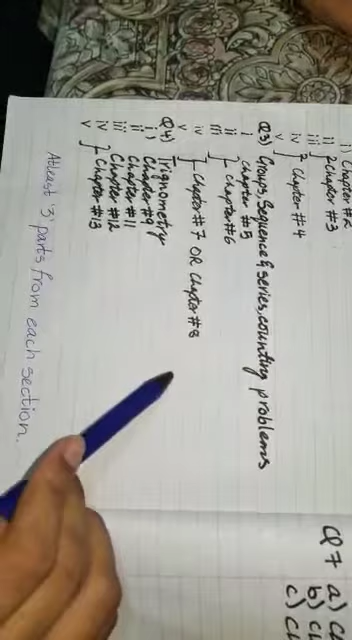 i) Chapter #2
ii) } Chapter #3
iii)
iv } Chapter #4
v
Q3) Groups, Sequence & series, counting problems
i Chapter #5
ii } Chapter #6
iii
iv } Chapter #7 OR Chapter #8
v
Q4) Trignometry
i) Chapter #9
ii Chapter #11
iii Chapter #12
iv } Chapter #13
v
Atleast '3' parts from each section.
Q7 a)
b)
c)